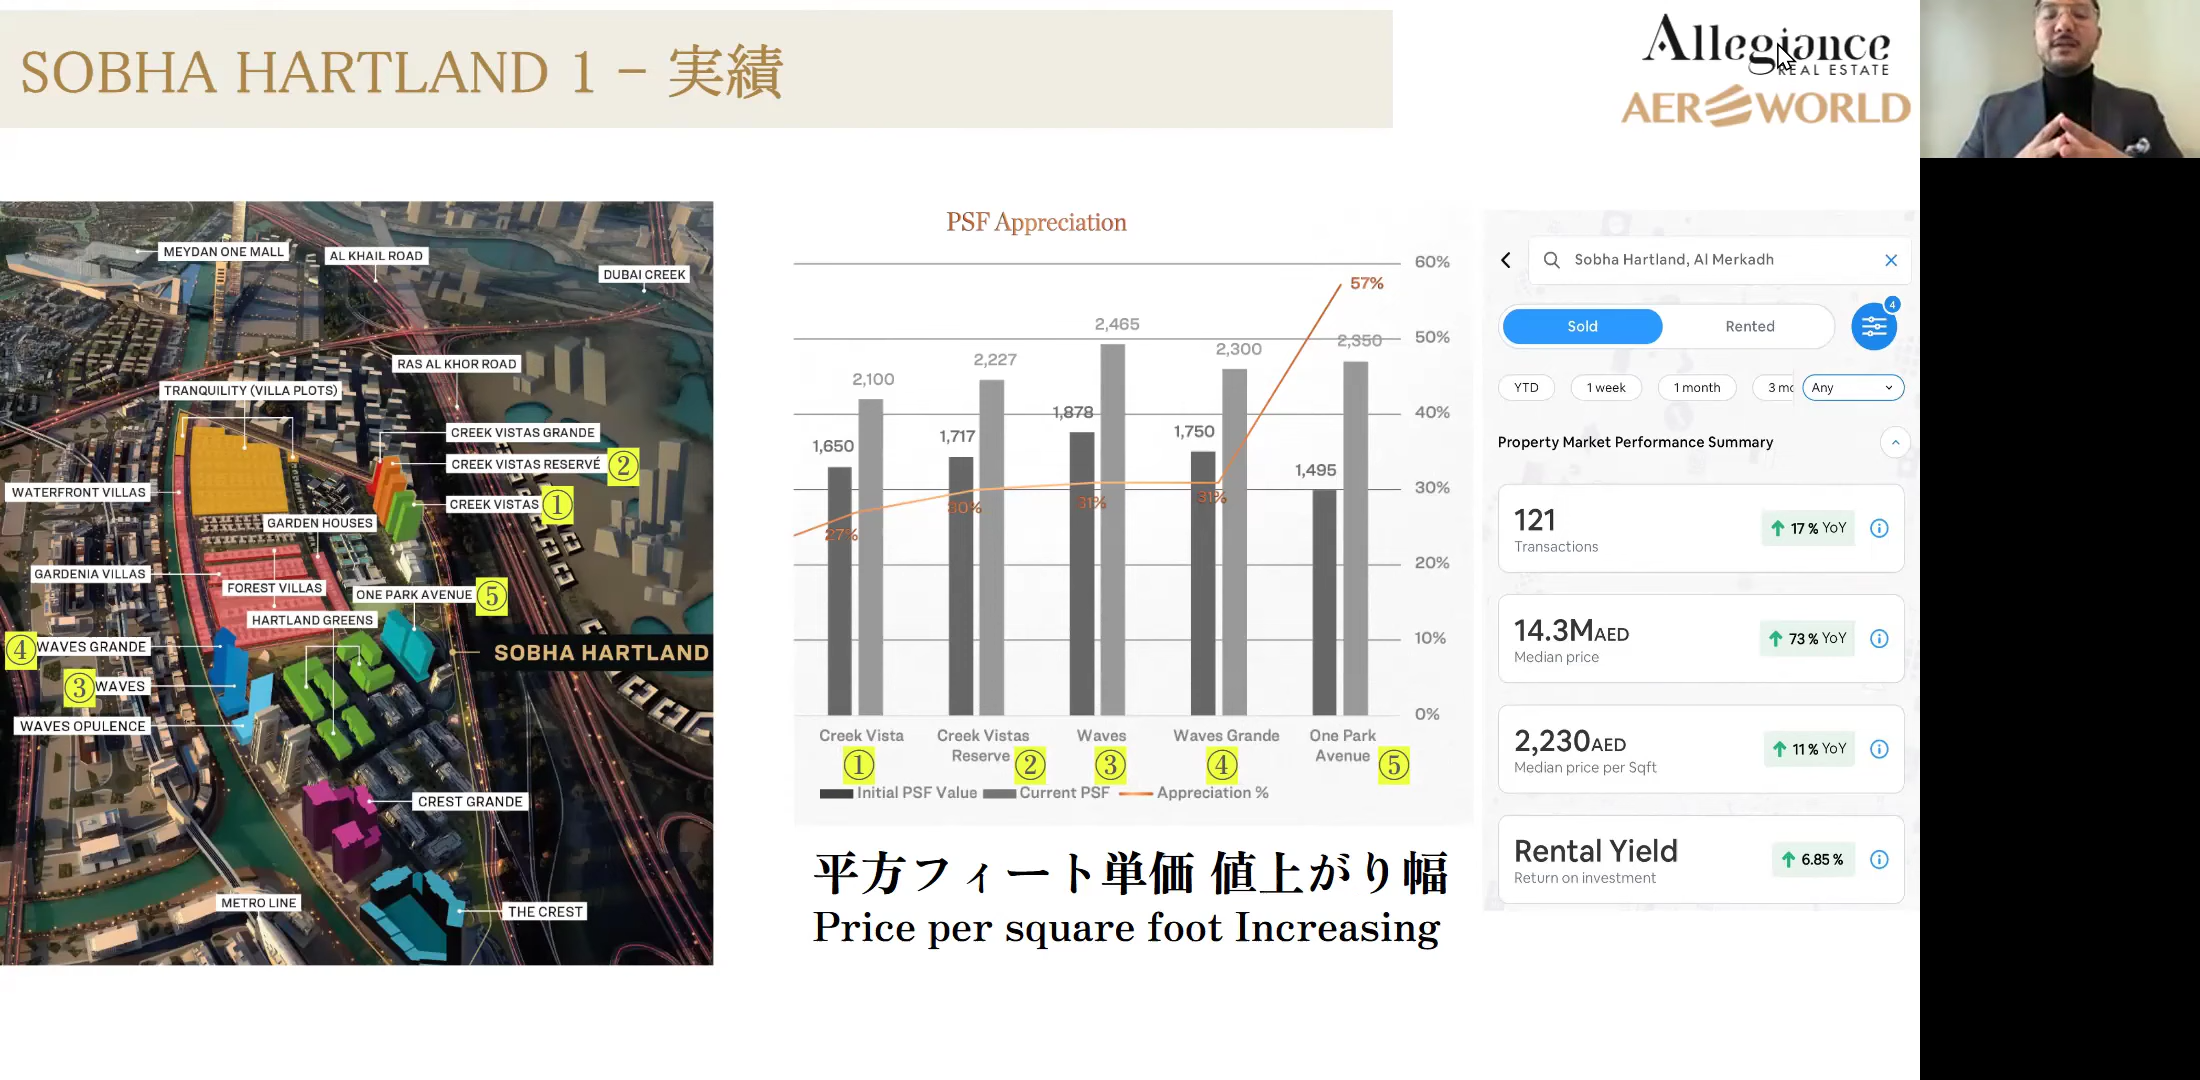 SOBHA HARTLAND 1 – 実績
Allegiance
REAL ESTATE
AEROWORLD
MEYDAN ONE MALL
AL KHAIL ROAD
DUBAI CREEK
RAS AL KHOR ROAD
TRANQUILITY (VILLA PLOTS)
CREEK VISTAS GRANDE
CREEK VISTAS RESERVÉ ②
WATERFRONT VILLAS
CREEK VISTAS ①
GARDEN HOUSES
GARDENIA VILLAS
FOREST VILLAS
ONE PARK AVENUE ⑤
HARTLAND GREENS
④ WAVES GRANDE
SOBHA HARTLAND
③ WAVES
WAVES OPULENCE
CREST GRANDE
METRO LINE
THE CREST
PSF Appreciation
60%
57%
2,465
50%
2,350
2,300
2,227
2,100
40%
1,878
1,750
1,717
1,650
1,495
30%
27%
30%
31%
31%
20%
10%
0%
Creek Vista
Creek Vistas
Reserve
Waves
Waves Grande
One Park
Avenue
① ② ③ ④ ⑤
Initial PSF Value Current PSF Appreciation %
平方フィート単価 値上がり幅
Price per square foot Increasing
Sobha Hartland, Al Merkadh
4
Sold Rented
YTD 1 week 1 month 3 mo Any
Property Market Performance Summary
121 17 % YoY
Transactions
14.3M AED 73 % YoY
Median price
2,230 AED 11 % YoY
Median price per Sqft
Rental Yield 6.85 %
Return on investment